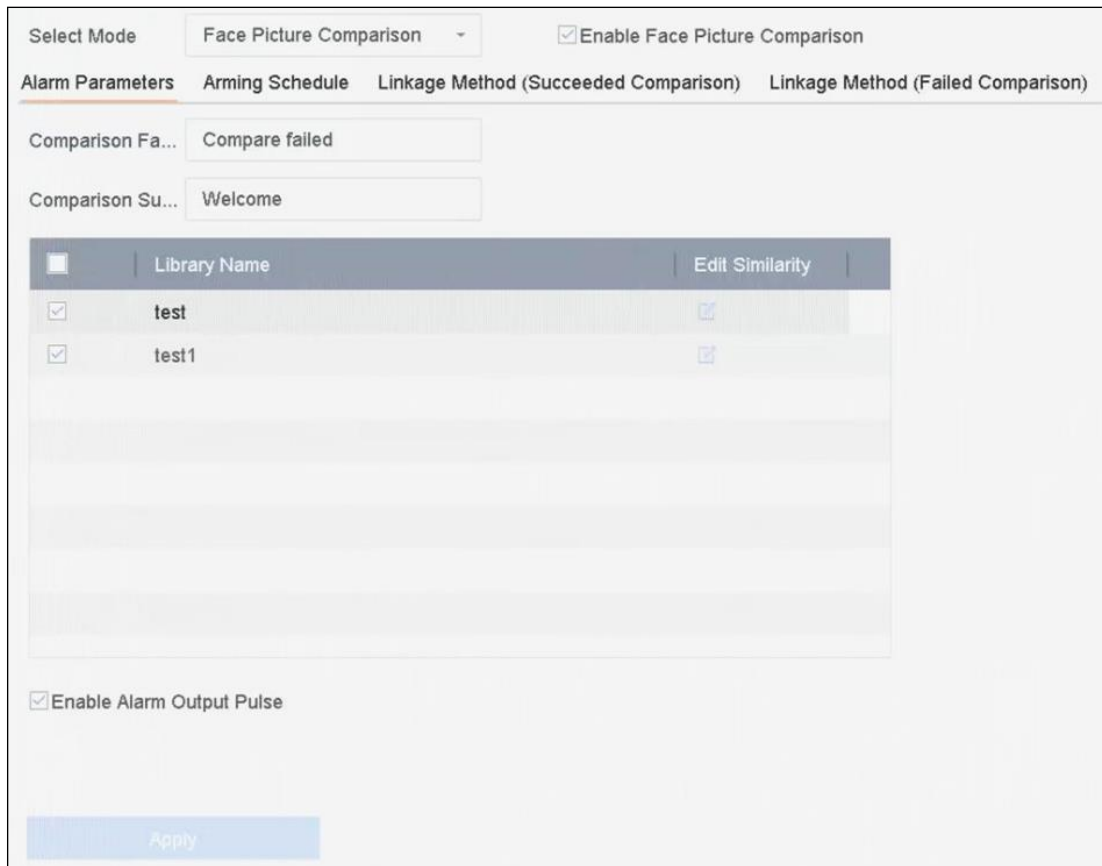 Select Mode Face Picture Comparison Enable Face Picture Comparison
Alarm Parameters Arming Schedule Linkage Method (Succeeded Comparison) Linkage Method (Failed Comparison)
Comparison Fa... Compare failed
Comparison Su... Welcome
Library Name Edit Similarity
test
test1
Enable Alarm Output Pulse
Apply